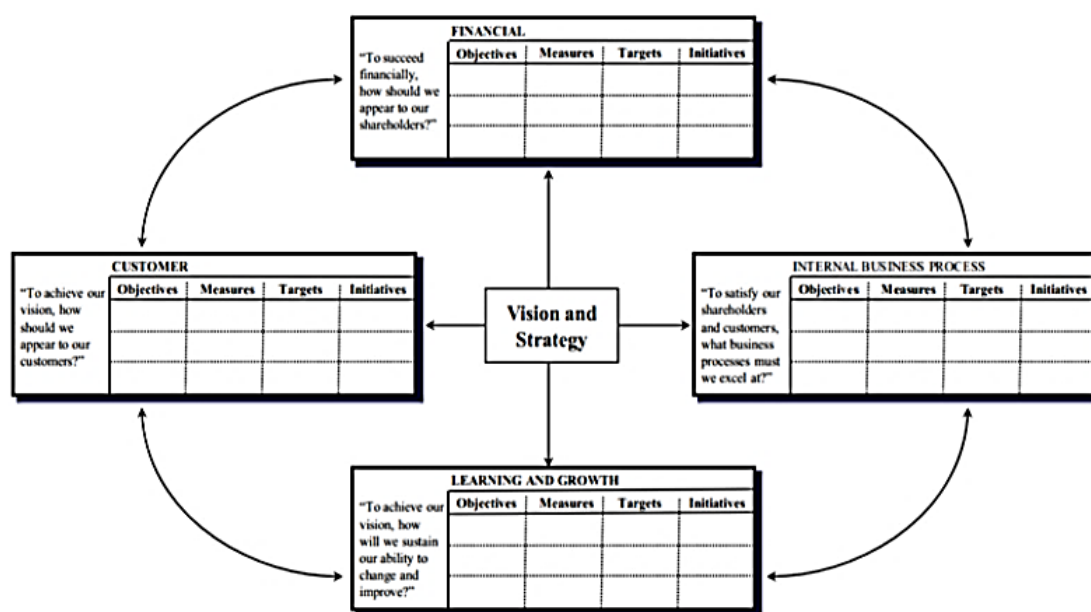 FINANCIAL
Objectives Measures Targets Initiatives
“To succeed
financially,
how should we
appear to our
shareholders?”
CUSTOMER
Objectives Measures Targets Initiatives
“To achieve our
vision, how
should we
appear to our
customers?”
Vision and
Strategy
INTERNAL BUSINESS PROCESS
Objectives Measures Targets Initiatives
“To satisfy our
shareholders
and customers,
what business
processes must
we excel at?”
LEARNING AND GROWTH
Objectives Measures Targets Initiatives
“To achieve our
vision, how
will we sustain
our ability to
change and
improve?”